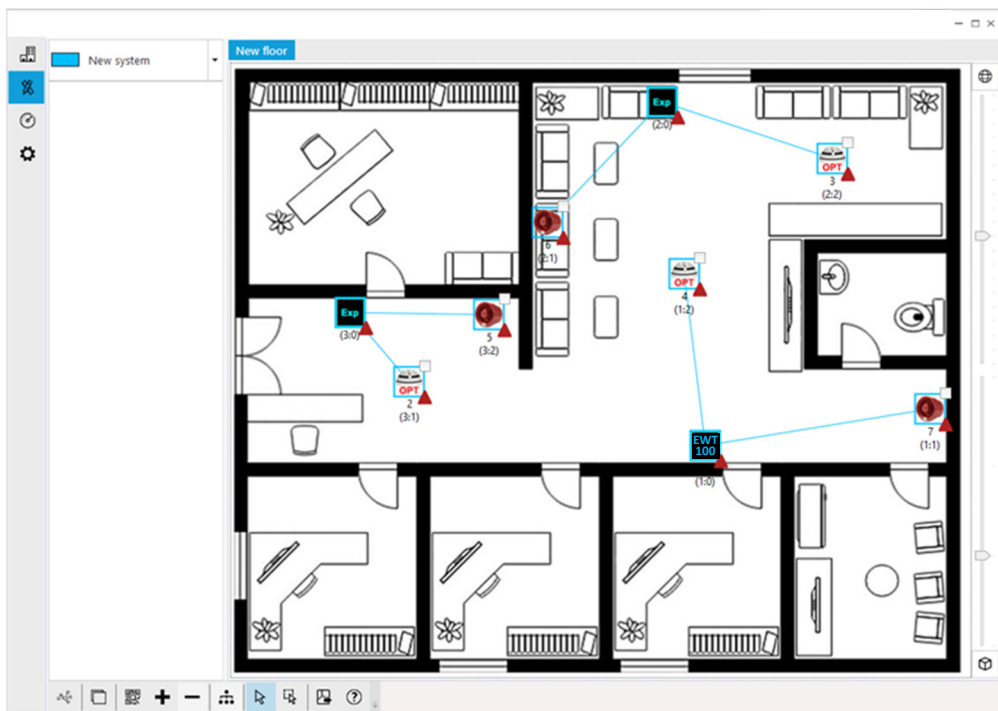 New system
New floor
Exp
(2:0)
OPT
3
(2:2)
6
(2:1)
OPT
4
(1:2)
Exp
(3:0)
5
(3:2)
OPT
2
(3:1)
7
(1:1)
EWT
100
(1:0)